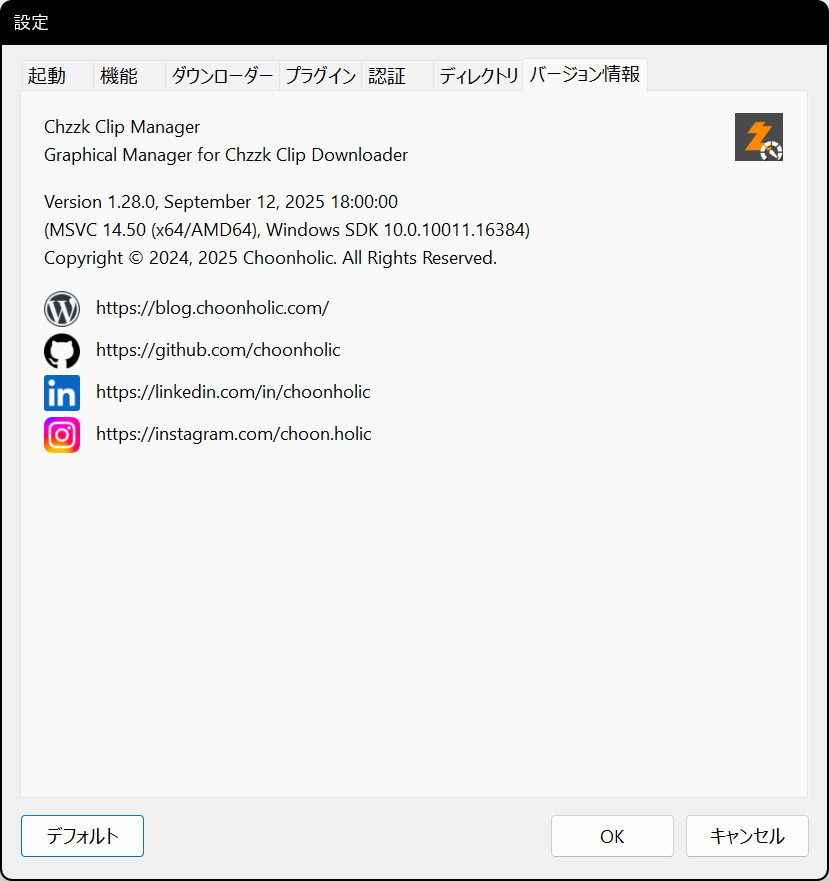 設定
起動 機能 ダウンローダー プラグイン 認証 ディレクトリ バージョン情報
Chzzk Clip Manager
Graphical Manager for Chzzk Clip Downloader
Version 1.28.0, September 12, 2025 18:00:00
(MSVC 14.50 (x64/AMD64), Windows SDK 10.0.10011.16384)
Copyright © 2024, 2025 Choonholic. All Rights Reserved.
https://blog.choonholic.com/
https://github.com/choonholic
https://linkedin.com/in/choonholic
https://instagram.com/choon.holic
デフォルト OK キャンセル